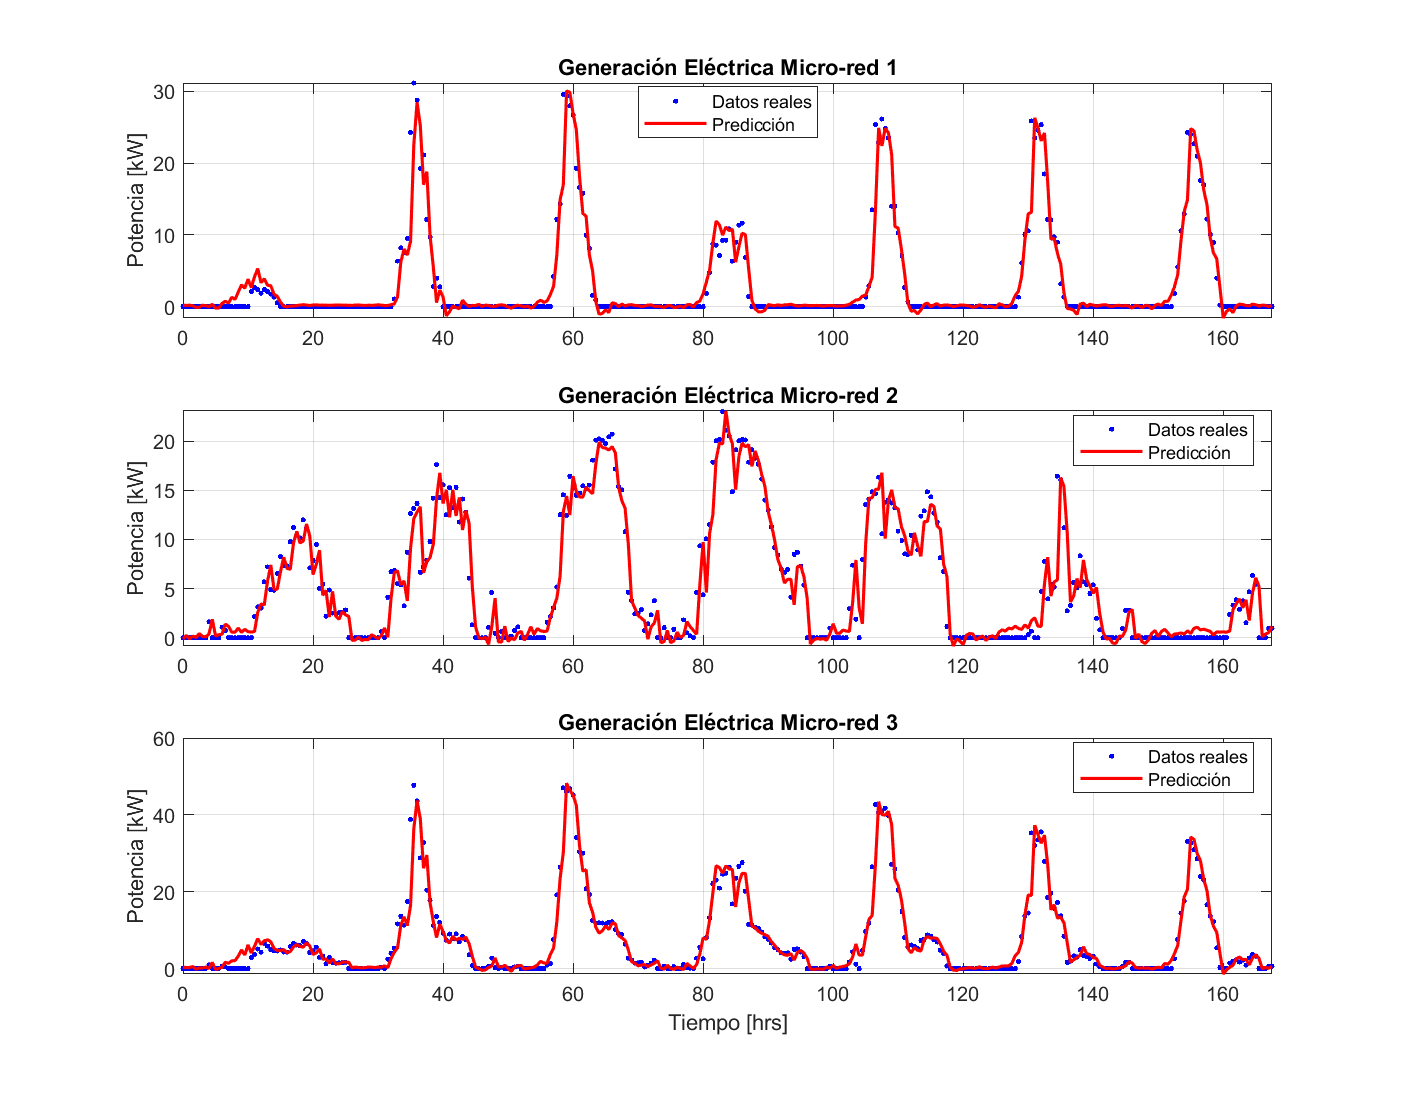 Generación Eléctrica Micro-red 1
Potencia [kW]
30
20
10
0
Datos reales
Predicción
0 20 40 60 80 100 120 140 160
Generación Eléctrica Micro-red 2
Potencia [kW]
20
15
10
5
0
Datos reales
Predicción
0 20 40 60 80 100 120 140 160
Generación Eléctrica Micro-red 3
Potencia [kW]
60
40
20
0
Datos reales
Predicción
0 20 40 60 80 100 120 140 160
Tiempo [hrs]